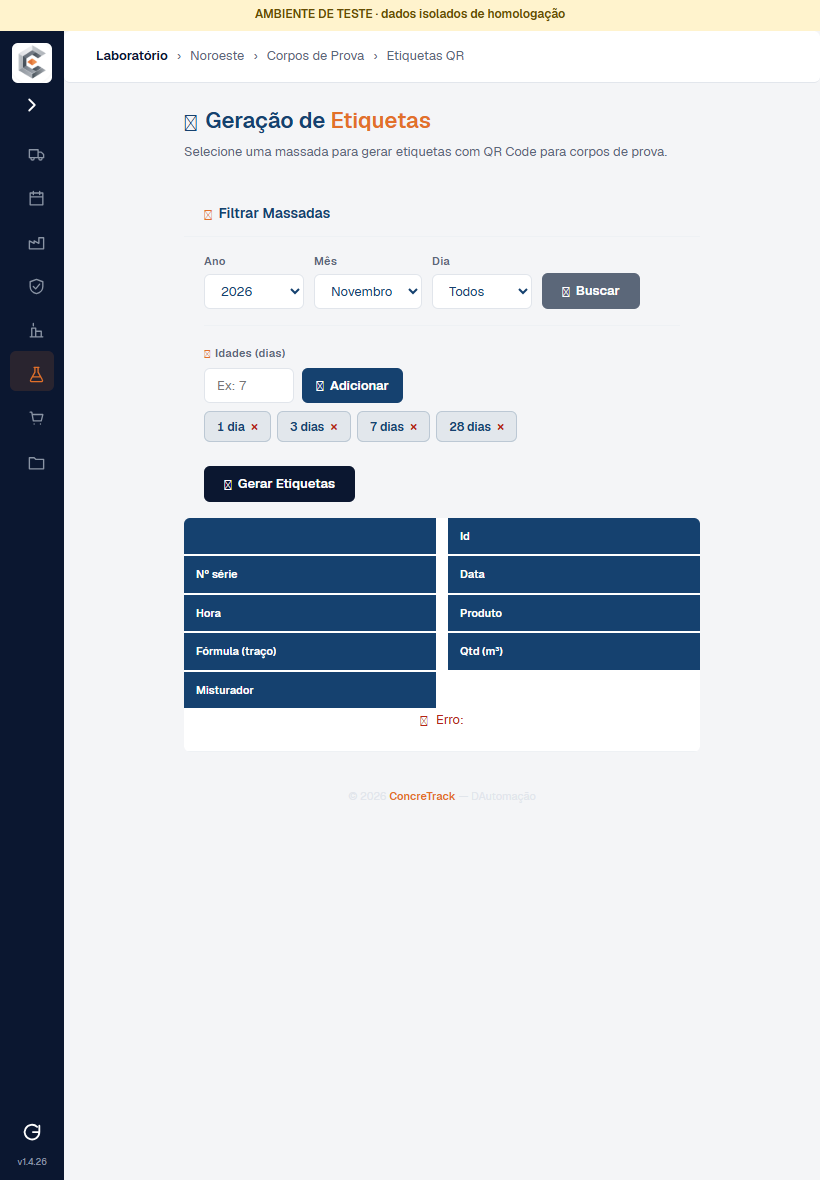 AMBIENTE DE TESTE · dados isolados de homologação
Laboratório › Noroeste › Corpos de Prova › Etiquetas QR
Geração de Etiquetas
Selecione uma massada para gerar etiquetas com QR Code para corpos de prova.
Filtrar Massadas
Ano Mês Dia
2026 Novembro Todos Buscar
Idades (dias)
Ex: 7 Adicionar
1 dia × 3 dias × 7 dias × 28 dias ×
Gerar Etiquetas
Id
Nº série Data
Hora Produto
Fórmula (traço) Qtd (m³)
Misturador
Erro:
© 2026 ConcreTrack — DAutomação
v1.4.26